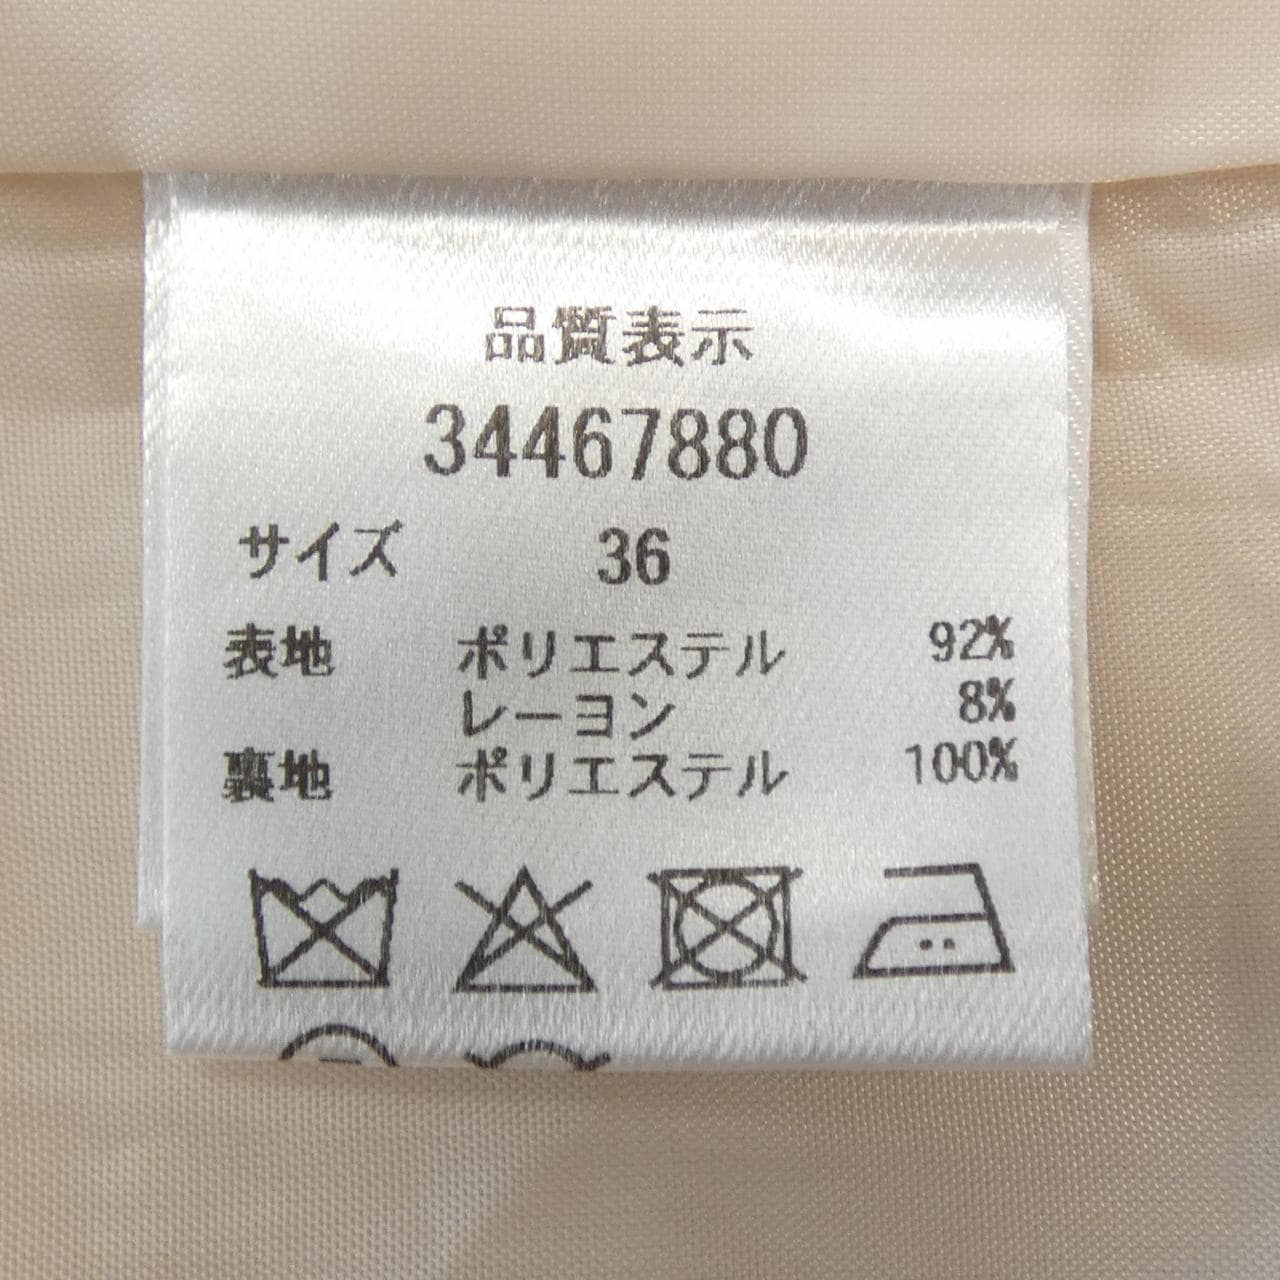 品質表示
34467880
サイズ 36
表地 ポリエステル 92%
レーヨン 8%
裏地 ポリエステル 100%